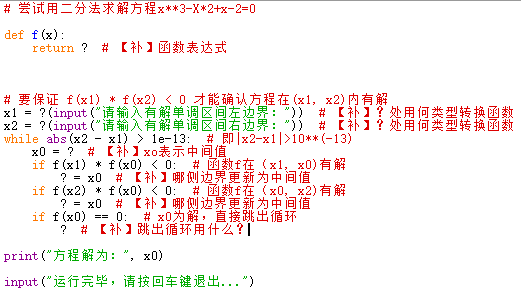 # 尝试用二分法求解方程x**3-X*2+x-2=0
def f(x):
    return ?  # 【补】函数表达式
# 要保证 f(x1) * f(x2) < 0 才能确认方程在(x1, x2)内有解
x1 = ?(input("请输入有解单调区间左边界："))  # 【补】？处用何类型转换函数
x2 = ?(input("请输入有解单调区间右边界："))  # 【补】？处用何类型转换函数
while abs(x2 - x1) > 1e-13:  # 即|x2-x1|>10**(-13)
    x0 = ?  # 【补】xo表示中间值
    if f(x1) * f(x0) < 0:  # 函数f在（x1, x0)有解
        ? = x0  # 【补】哪侧边界更新为中间值
    if f(x2) * f(x0) < 0:  # 函数f在（x0, x2)有解
        ? = x0  # 【补】哪侧边界更新为中间值
    if f(x0) == 0:  # x0为解，直接跳出循环
        ?  # 【补】跳出循环用什么？
print("方程解为：", x0)
input("运行完毕，请按回车键退出...")